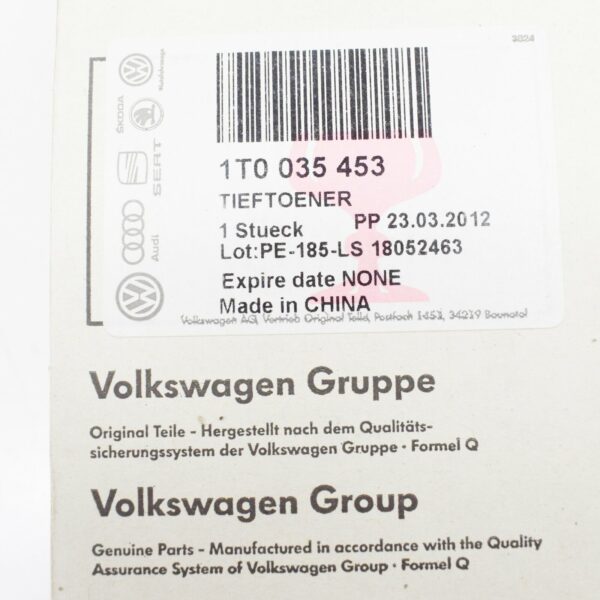 3824
Nutzfahrzeuge
ŠKODA
SEAT
Audi
1T0 035 453
TIEFTOENER
1 Stueck PP 23.03.2012
Lot:PE-185-LS 18052463
Expire date NONE
Made in CHINA
Volkswagen AG, Vertrieb Original Teile, Postfach 1453, 34219 Baunatal
Volkswagen Gruppe
Original Teile – Hergestellt nach dem Qualitäts-
sicherungssystem der Volkswagen Gruppe · Formel Q
Volkswagen Group
Genuine Parts – Manufactured in accordance with the Quality
Assurance System of Volkswagen Group · Formel Q